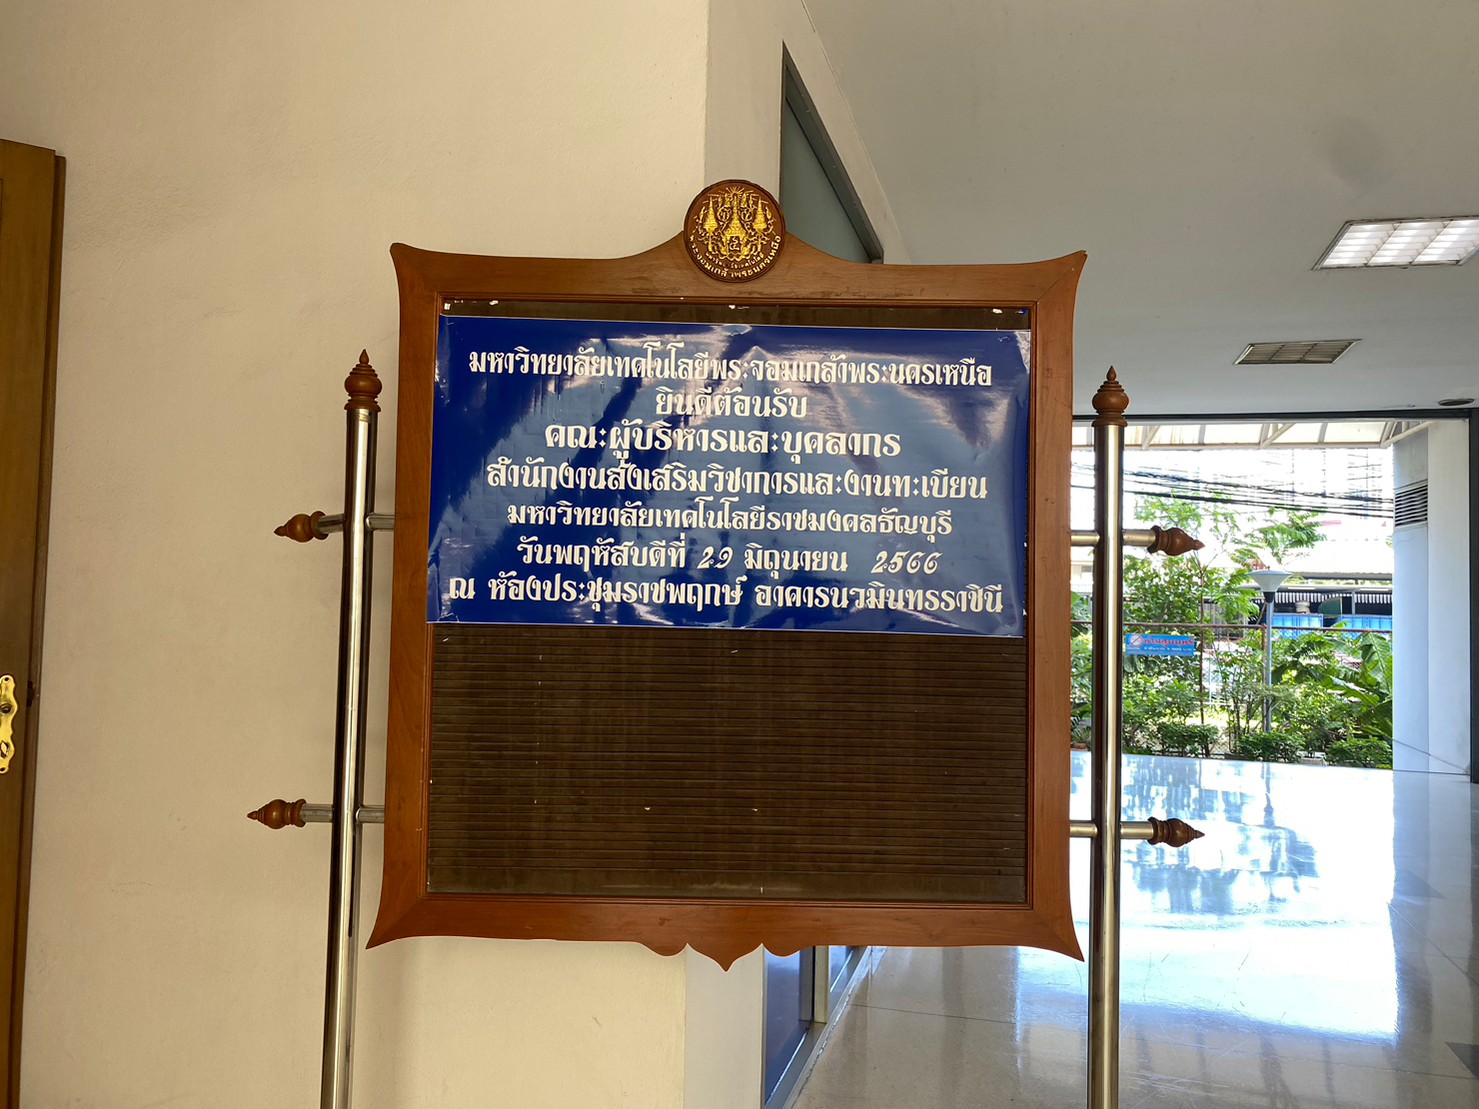 มหาวิทยาลัยเทคโนโลยีพระจอมเกล้าพระนครเหนือ
ยินดีต้อนรับ
คณะผู้บริหารและบุคลากร
สำนักงานส่งเสริมวิชาการและงานทะเบียน
มหาวิทยาลัยเทคโนโลยีราชมงคลธัญบุรี
วันพฤหัสบดีที่ 29 มิถุนายน 2566
ณ ห้องประชุมราชพฤกษ์ อาคารนวมินทรราชินี